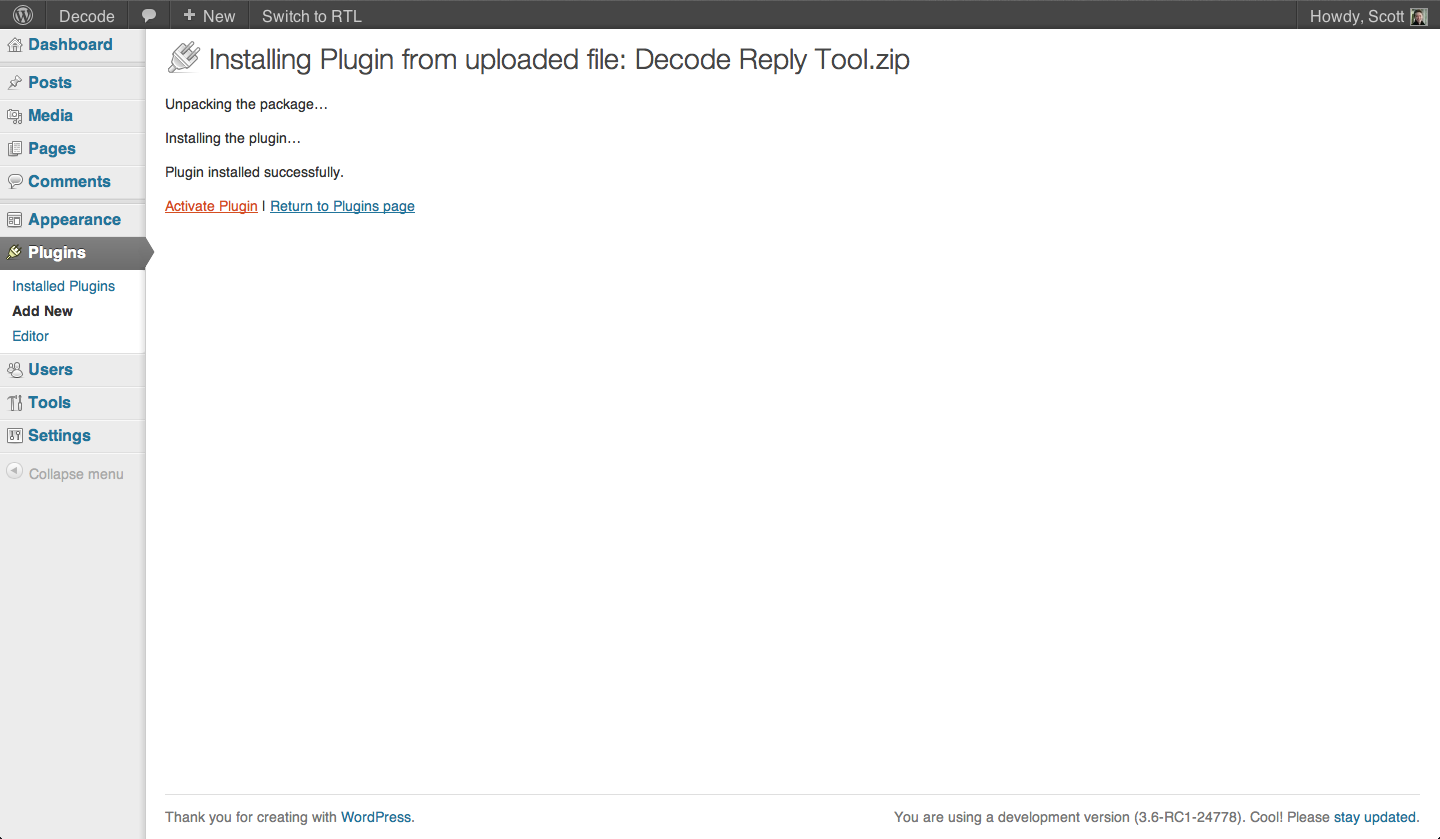 Decode
+ New
Switch to RTL
Howdy, Scott
Dashboard
Posts
Media
Pages
Comments
Appearance
Plugins
Installed Plugins
Add New
Editor
Users
Tools
Settings
Collapse menu
Installing Plugin from uploaded file: Decode Reply Tool.zip
Unpacking the package…
Installing the plugin…
Plugin installed successfully.
Activate Plugin | Return to Plugins page
Thank you for creating with WordPress.
You are using a development version (3.6-RC1-24778). Cool! Please stay updated.